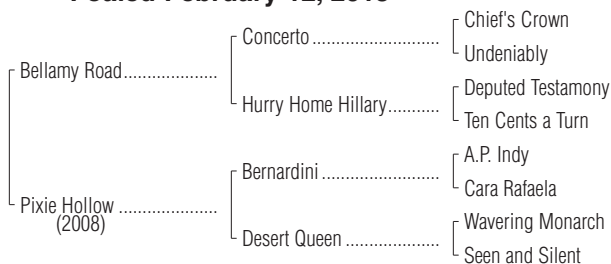 Foaled February 12,
Chief's Crown
Concerto
Undeniably
Bellamy Road
Deputed Testamony
Hurry Home Hillary
Ten Cents a Turn
A.P. Indy
Bernardini
Cara Rafaela
Pixie Hollow
(2008)
Wavering Monarch
Desert Queen
Seen and Silent